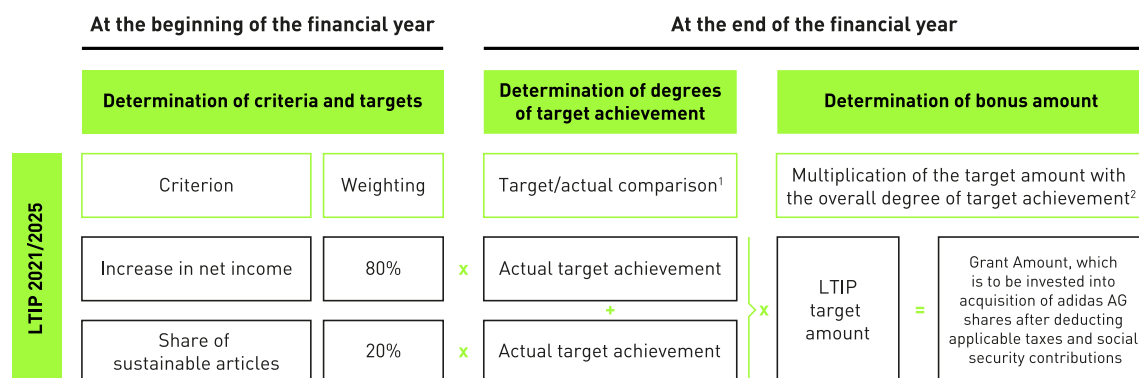 At the beginning of the financial year
At the end of the financial year
Determination of criteria and targets
Determination of degrees
of target achievement
Determination of bonus amount
LTIP 2021/2025
Criterion
Weighting
Target/actual comparison¹
Multiplication of the target amount with
the overall degree of target achievement²
Increase in net income
80%
x
Actual target achievement
+
Share of
sustainable articles
20%
x
Actual target achievement
x
LTIP
target
amount
=
Grant Amount, which
is to be invested into
acquisition of adidas AG
shares after deducting
applicable taxes and social
security contributions